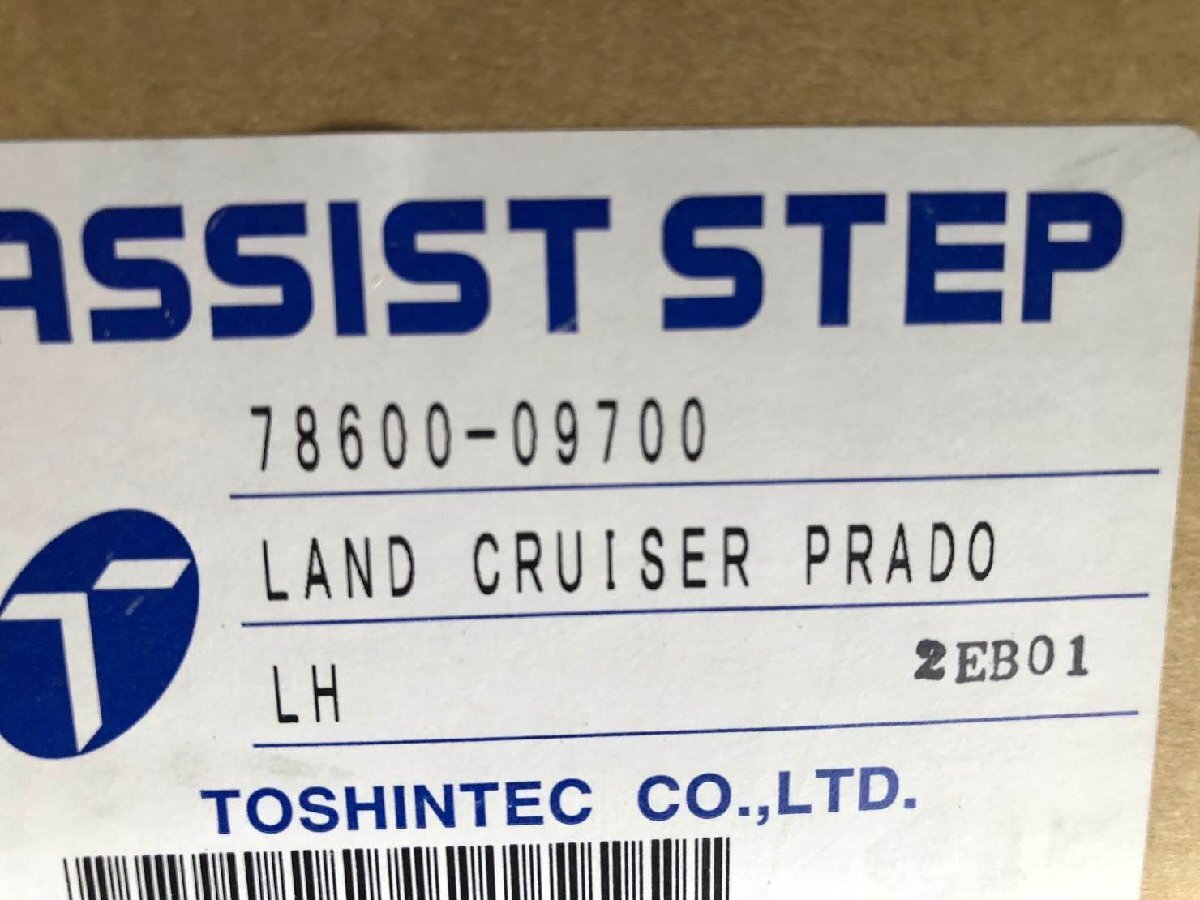 ASSIST STEP
78600-09700
LAND CRUISER PRADO
LH
2EB01
TOSHINTEC CO.,LTD.